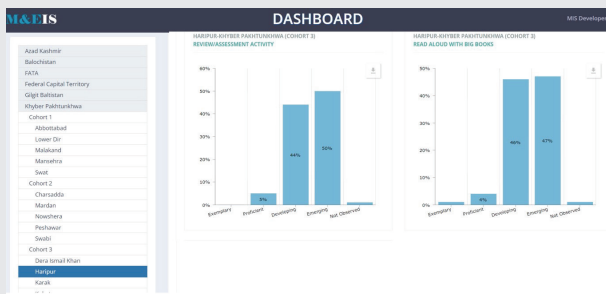 M&EIS
DASHBOARD
MIS Developer
Azad Kashmir
Balochistan
FATA
Federal Capital Territory
Gilgit Baltistan
Khyber Pakhtunkhwa
Cohort 1
Abbottabad
Lower Dir
Malakand
Mansehra
Swat
Cohort 2
Charsadda
Mardan
Nowshera
Peshawar
Swabi
Cohort 3
Dera Ismail Khan
Haripur
Karak
HARIPUR-KHYBER PAKHTUNKHWA (COHORT 3)
REVIEW/ASSESSMENT ACTIVITY
60%
50%
40%
30%
20%
10%
0%
5%
44%
50%
Exemplary Proficient Developing Emerging Not Observed
HARIPUR-KHYBER PAKHTUNKHWA (COHORT 3)
READ ALOUD WITH BIG BOOKS
50%
40%
30%
20%
10%
0%
4%
46%
47%
Exemplary Proficient Developing Emerging Not Observed